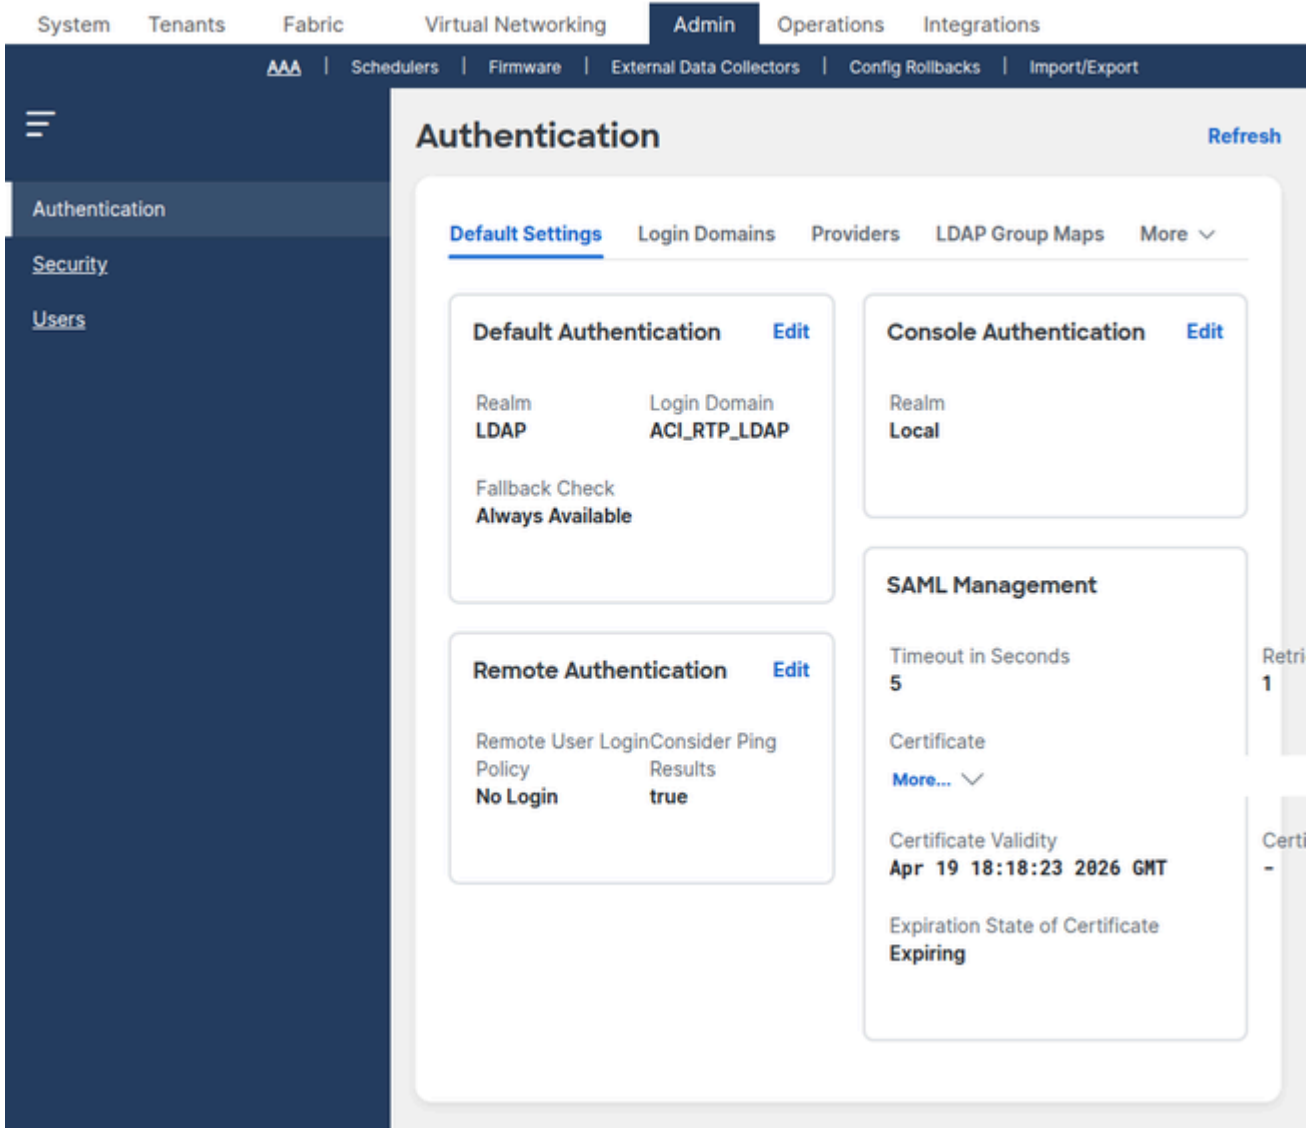 System Tenants Fabric Virtual Networking Admin Operations Integrations
AAA | Schedulers | Firmware | External Data Collectors | Config Rollbacks | Import/Export
Authentication
Security
Users
Authentication Refresh
Default Settings Login Domains Providers LDAP Group Maps More
Default Authentication Edit
Realm Login Domain
LDAP ACI_RTP_LDAP
Fallback Check
Always Available
Remote Authentication Edit
Remote User Login Consider Ping
Policy Results
No Login true
Console Authentication Edit
Realm
Local
SAML Management
Timeout in Seconds Retri
5 1
Certificate
More...
Certificate Validity Certi
Apr 19 18:18:23 2026 GMT -
Expiration State of Certificate
Expiring